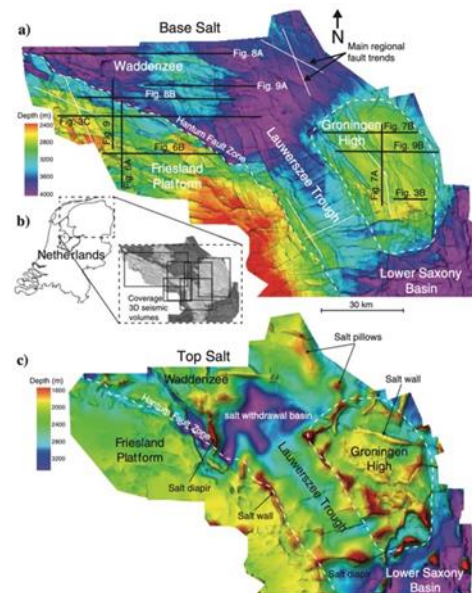 a)
Base Salt
N
Fig. 8A
Main regional
fault trends
Waddenzee
Fig. 9A
Depth (m)
2400
2800
3200
3600
4000
Fig. 8B
Fig. 3C
Fig. 9
Hantum Fault Zone
Fig. 6B
Fig. 6A
Friesland
Platform
Lauwerszee Trough
Groningen
High
Fig. 7B
Fig. 9B
Fig. 7A
Fig. 3B
Lower Saxony
Basin
b)
Netherlands
Coverage
3D seismic
volumes
30 km
c)
Top Salt
Depth (m)
1600
2000
2400
2800
3200
Waddenzee
Salt pillows
Salt wall
Hantum Fault Zone
salt withdrawal basin
Friesland
Platform
Groningen
High
Lauwerszee Trough
Salt diapir
Salt wall
Salt diapir
Lower Saxony
Basin